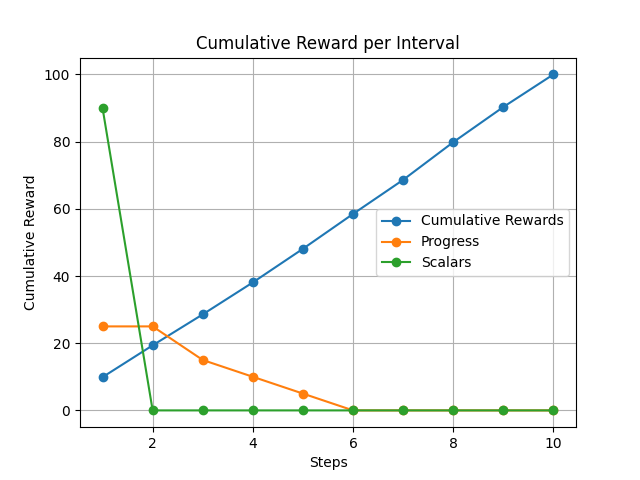 Cumulative Reward per Interval
Cumulative Reward
100
80
60
40
20
0
Cumulative Rewards
Progress
Scalars
2 4 6 8 10
Steps